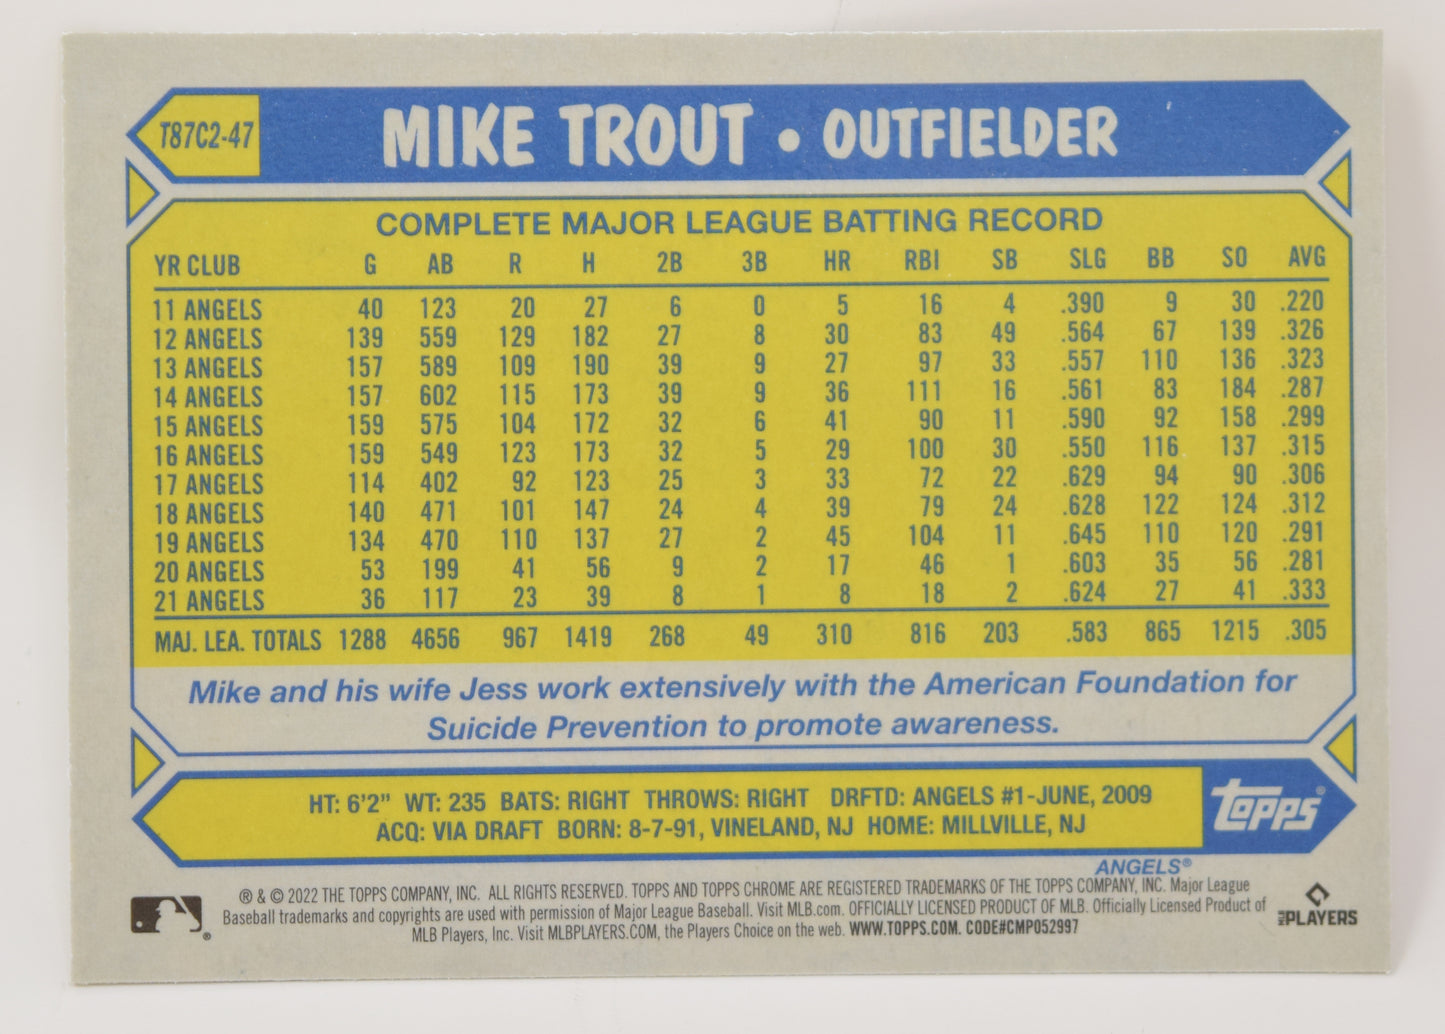 T87C2-47 MIKE TROUT • OUTFIELDER
COMPLETE MAJOR LEAGUE BATTING RECORD
YR CLUB G AB R H 2B 3B HR RBI SB SLG BB SO AVG
11 ANGELS 40 123 20 27 6 0 5 16 4 .390 9 30 .220
12 ANGELS 139 559 129 182 27 8 30 83 49 .564 67 139 .326
13 ANGELS 157 589 109 190 39 9 27 97 33 .557 110 136 .323
14 ANGELS 157 602 115 173 39 9 36 111 16 .561 83 184 .287
15 ANGELS 159 575 104 172 32 6 41 90 11 .590 92 158 .299
16 ANGELS 159 549 123 173 32 5 29 100 30 .550 116 137 .315
17 ANGELS 114 402 92 123 25 3 33 72 22 .629 94 90 .306
18 ANGELS 140 471 101 147 24 4 39 79 24 .628 122 124 .312
19 ANGELS 134 470 110 137 27 2 45 104 11 .645 110 120 .291
20 ANGELS 53 199 41 56 9 2 17 46 1 .603 35 56 .281
21 ANGELS 36 117 23 39 8 1 8 18 2 .624 27 41 .333
MAJ. LEA. TOTALS 1288 4656 967 1419 268 49 310 816 203 .583 865 1215 .305
Mike and his wife Jess work extensively with the American Foundation for
Suicide Prevention to promote awareness.
HT: 6'2" WT: 235 BATS: RIGHT THROWS: RIGHT DRFTD: ANGELS #1-JUNE, 2009
ACQ: VIA DRAFT BORN: 8-7-91, VINELAND, NJ HOME: MILLVILLE, NJ
Topps®
ANGELS®
® & © 2022 THE TOPPS COMPANY, INC. ALL RIGHTS RESERVED. TOPPS AND TOPPS CHROME ARE REGISTERED TRADEMARKS OF THE TOPPS COMPANY, INC. Major League
Baseball trademarks and copyrights are used with permission of Major League Baseball. Visit MLB.com. OFFICIALLY LICENSED PRODUCT OF MLB. Officially Licensed Product of
MLB Players, Inc. Visit MLBPLAYERS.COM, the Players Choice on the web. WWW.TOPPS.COM. CODE#CMP052997
®
MLB PLAYERS